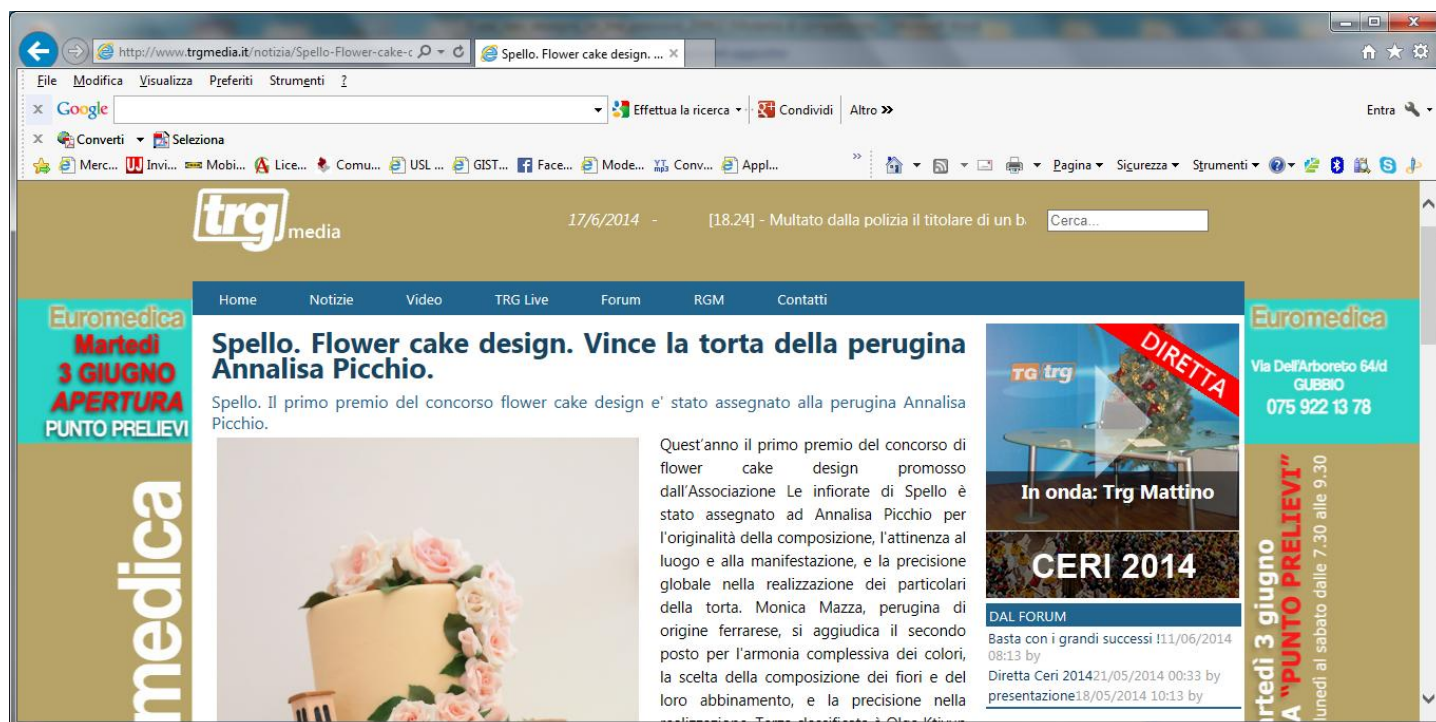 http://www.trgmedia.it/notizia/Spello-Flower-cake-c
Spello. Flower cake design. ...
File Modifica Visualizza Preferiti Strumenti ?
x Google Effettua la ricerca Condividi Altro » Entra
x Converti Seleziona
Merc... Invi... Mobi... Lice... Comu... USL ... GIST... Face... Mode... Conv... Appl... » Pagina Sicurezza Strumenti
trg media
17/6/2014 - [18.24] - Multato dalla polizia il titolare di un b
Cerca...
Home Notizie Video TRG Live Forum RGM Contatti
Euromedica
Martedì
3 GIUGNO
APERTURA
PUNTO PRELIEVI
medica
Spello. Flower cake design. Vince la torta della perugina
Annalisa Picchio.
Spello. Il primo premio del concorso flower cake design e' stato assegnato alla perugina Annalisa
Picchio.
Quest'anno il primo premio del concorso di
flower cake design promosso
dall'Associazione Le infiorate di Spello è
stato assegnato ad Annalisa Picchio per
l'originalità della composizione, l'attinenza al
luogo e alla manifestazione, e la precisione
globale nella realizzazione dei particolari
della torta. Monica Mazza, perugina di
origine ferrarese, si aggiudica il secondo
posto per l'armonia complessiva dei colori,
la scelta della composizione dei fiori e del
loro abbinamento, e la precisione nella
realizzazione. Terza classificata è Olga Ktiyun
DIRETTA
TG trg
In onda: Trg Mattino
CERI 2014
DAL FORUM
Basta con i grandi successi !11/06/2014
08:13 by
Diretta Ceri 201421/05/2014 00:33 by
presentazione18/05/2014 10:13 by
Euromedica
Via Dell'Arboreto 64/d
GUBBIO
075 922 13 78
artedì 3 giugno
A "PUNTO PRELIEVI"
lunedì al sabato dalle 7.30 alle 9.30